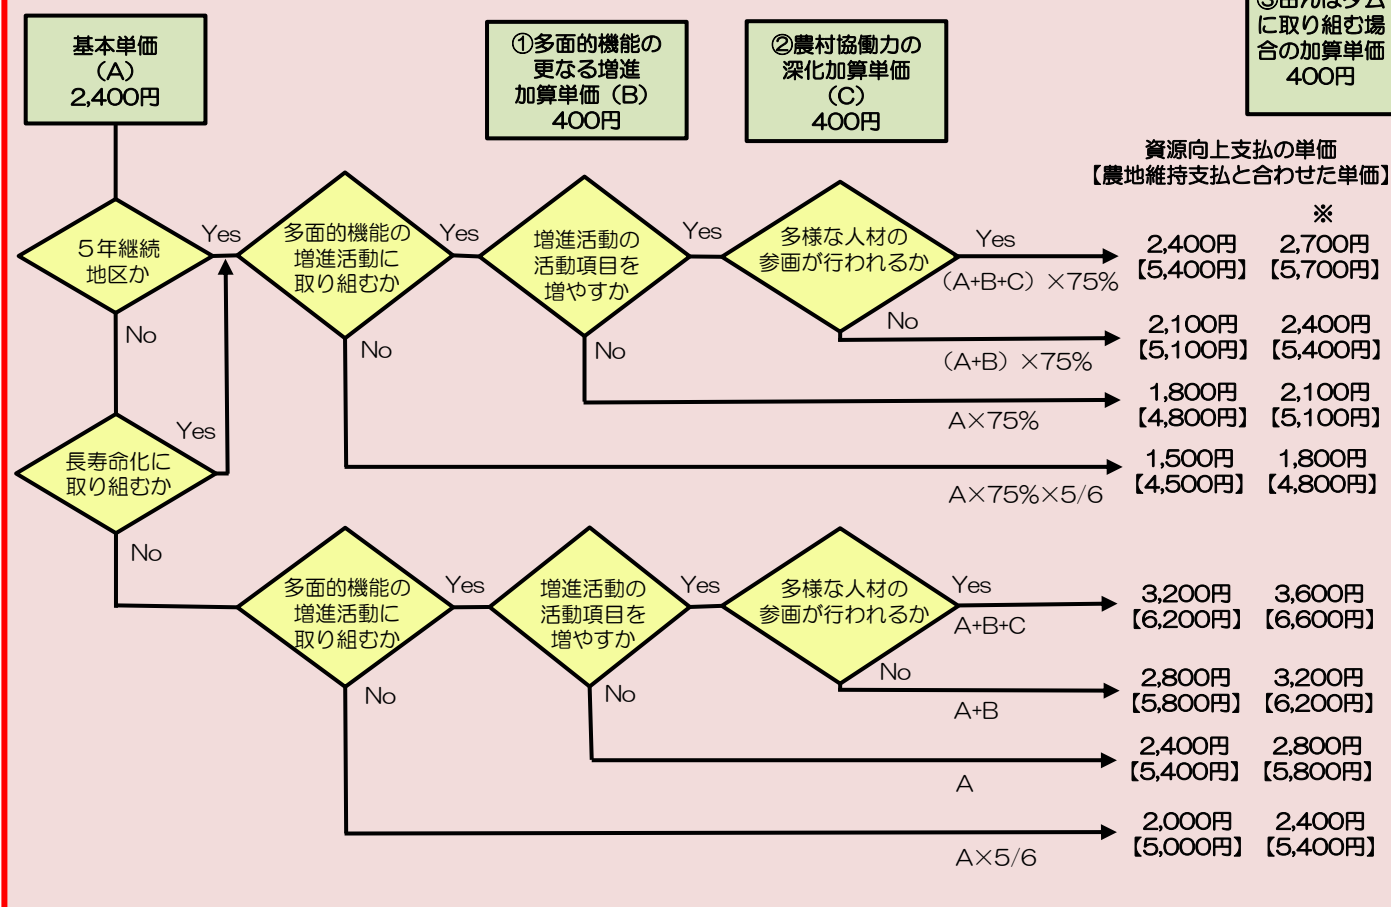 基本単価
（A）
2,400円
①多面的機能の
更なる増進
加算単価（B）
400円
②農村協働力の
深化加算単価
（C）
400円
③田んぼダム
に取り組む場
合の加算単価
400円
資源向上支払の単価
【農地維持支払と合わせた単価】
※
５年継続
地区か
Yes
No
多面的機能の
増進活動に
取り組むか
Yes
No
増進活動の
活動項目を
増やすか
Yes
No
多様な人材の
参画が行われるか
Yes
（A+B+C）×75%
No
（A+B）×75%
A×75%
A×75%×5/6
2,400円 2,700円
【5,400円】【5,700円】
2,100円 2,400円
【5,100円】【5,400円】
1,800円 2,100円
【4,800円】【5,100円】
1,500円 1,800円
【4,500円】【4,800円】
長寿命化に
取り組むか
Yes
No
多面的機能の
増進活動に
取り組むか
Yes
No
増進活動の
活動項目を
増やすか
Yes
No
多様な人材の
参画が行われるか
Yes
A+B+C
No
A+B
A
A×5/6
3,200円 3,600円
【6,200円】【6,600円】
2,800円 3,200円
【5,800円】【6,200円】
2,400円 2,800円
【5,400円】【5,800円】
2,000円 2,400円
【5,000円】【5,400円】